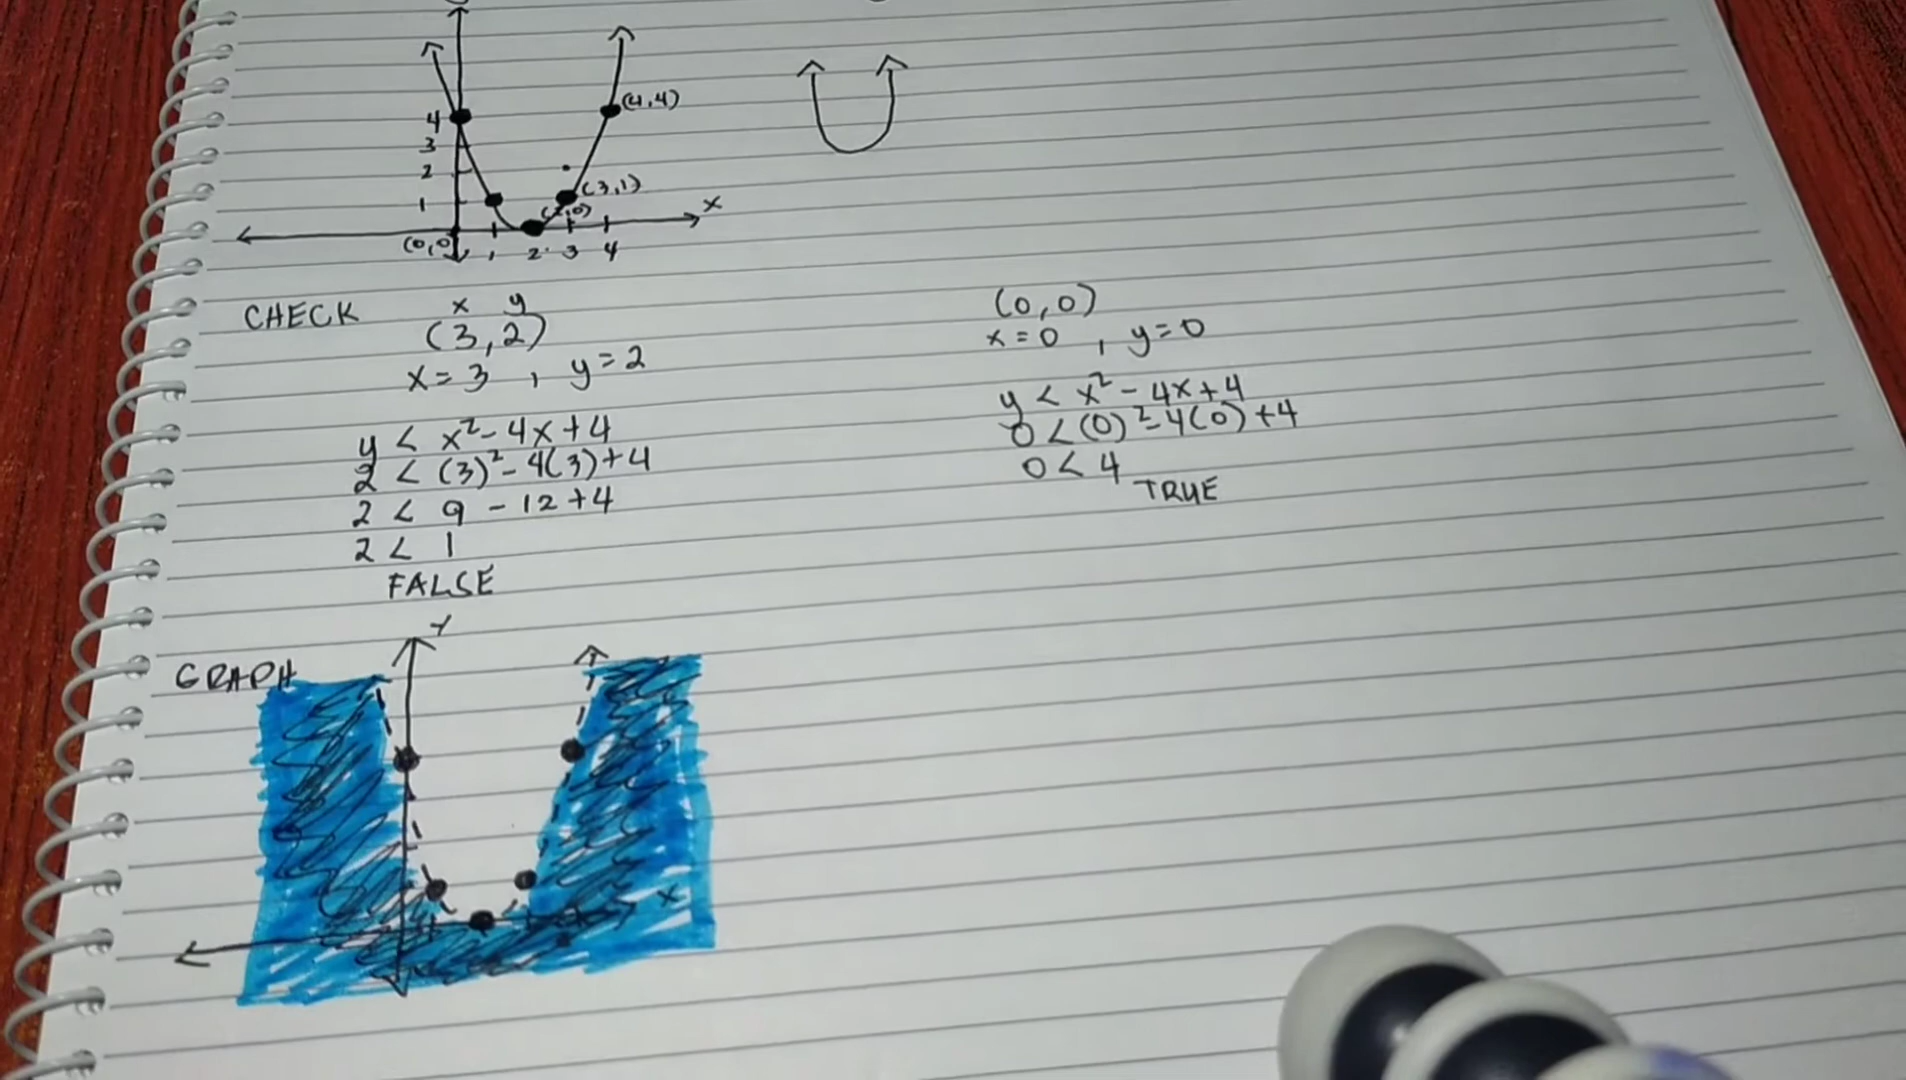 4
(4,4)
3
2
(3,1)
1
(2,0)
x
(0,0)
1 2 3 4
CHECK
x y
(3,2)
x=3 , y=2
y < x²-4x+4
2 < (3)²-4(3)+4
2 < 9 -12+4
2 < 1
FALSE
(0,0)
x=0 , y=0
y < x²-4x+4
0<(0)²-4(0)+4
0<4
TRUE
GRAPH
Y
x